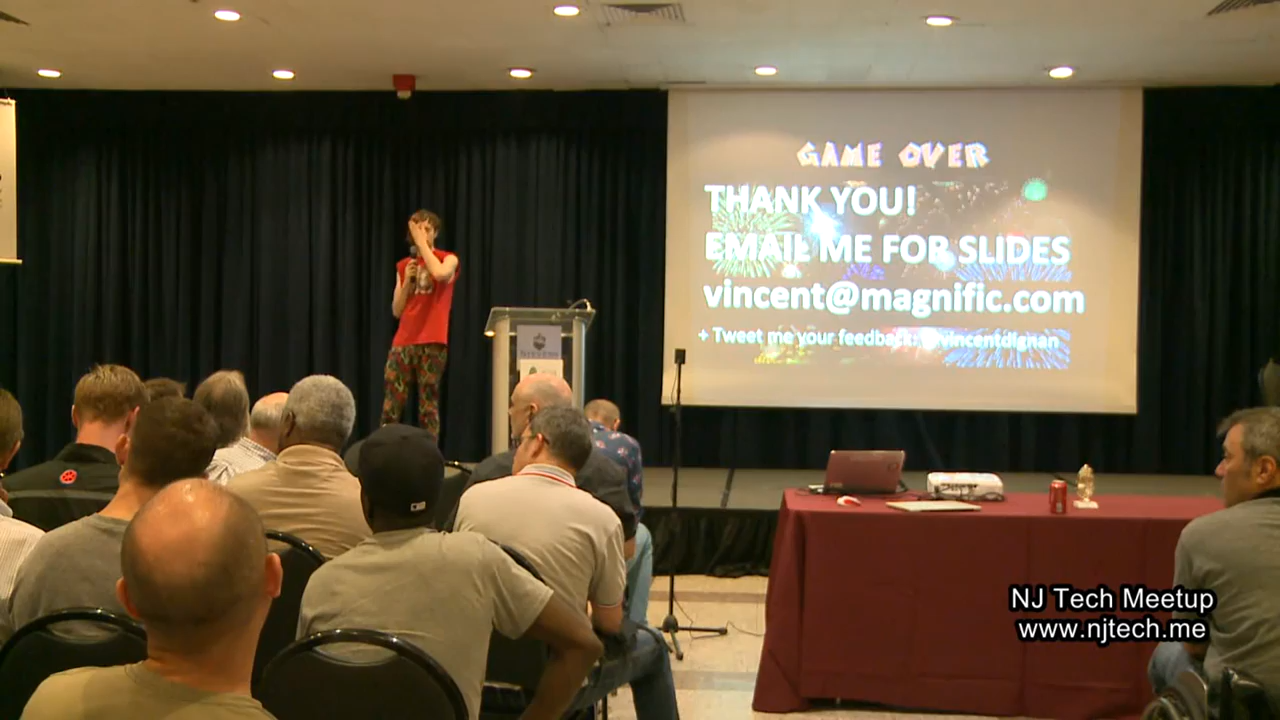 GAME OVER
THANK YOU!
EMAIL ME FOR SLIDES
vincent@magnific.com
+ Tweet me your feedback: @vincentdignan
NJ Tech Meetup
www.njtech.me